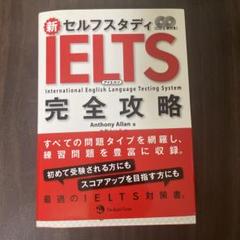 新 セルフスタディ
IELTS
アイエルツ
International English Language Testing System
完全攻略
Anthony Allan 著
すべての問題タイプを網羅し、
練習問題を豊富に収録。
初めて受験される方にも
スコアアップを目指す方にも
最適のIELTS対策書。
The Japan Times